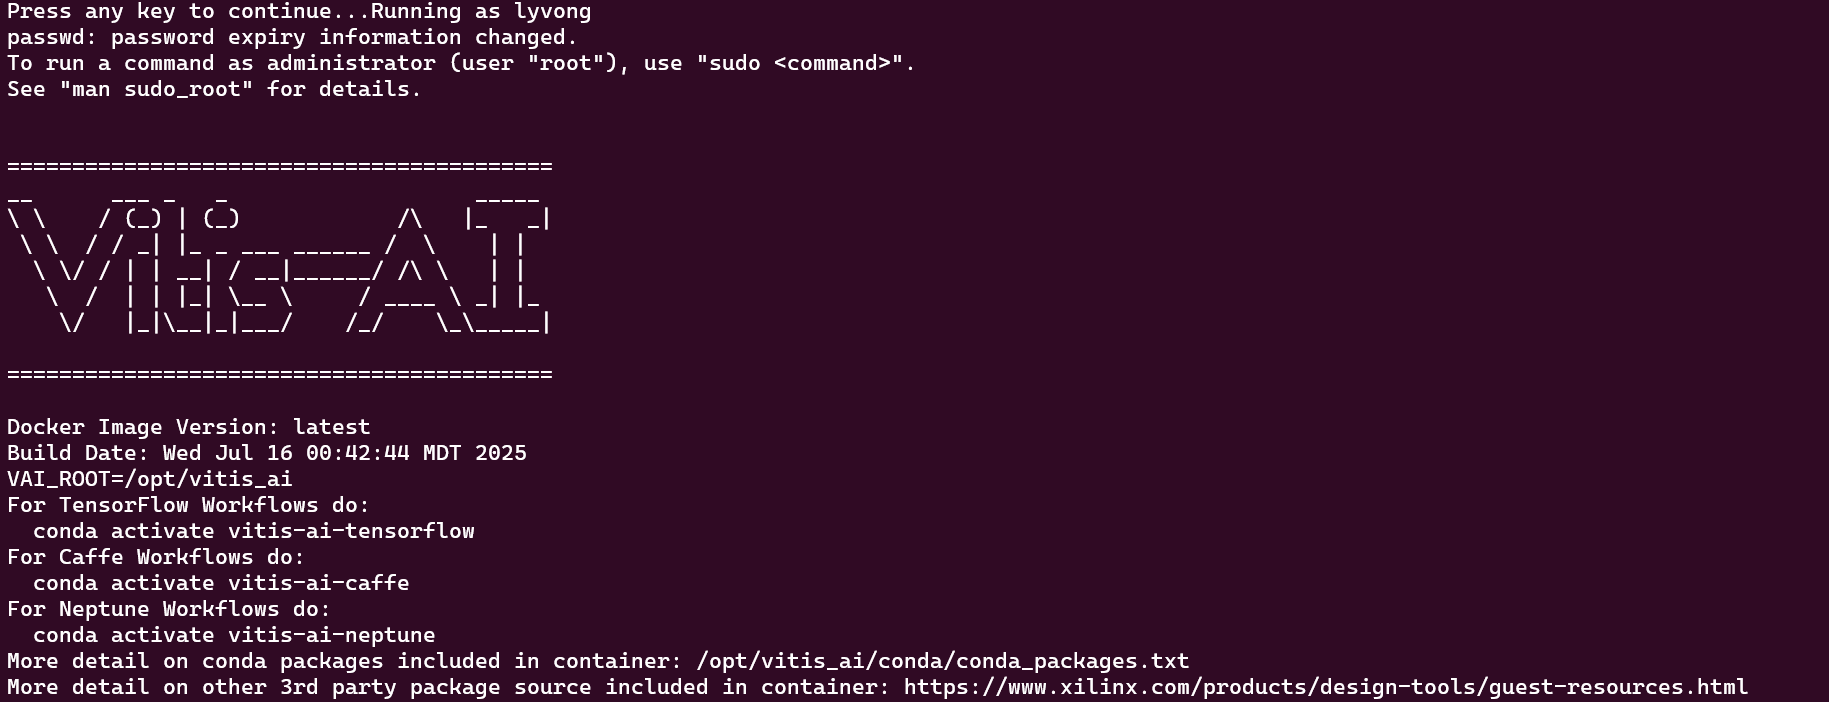 Press any key to continue...Running as lyvong
passwd: password expiry information changed.
To run a command as administrator (user "root"), use "sudo <command>".
See "man sudo_root" for details.
==========================================
__      ___ _   _                   _____
\ \    / (_) | (_)            /\   |_   _|
 \ \  / / _| |_ _ ___ ______ /  \    | |
  \ \/ / | | __| / __|______/ /\ \   | |
   \  /  | | |_| \__ \     / ____ \ _| |_
    \/   |_|\__|_|___/    /_/    \_\_____|
==========================================
Docker Image Version: latest
Build Date: Wed Jul 16 00:42:44 MDT 2025
VAI_ROOT=/opt/vitis_ai
For TensorFlow Workflows do:
  conda activate vitis-ai-tensorflow
For Caffe Workflows do:
  conda activate vitis-ai-caffe
For Neptune Workflows do:
  conda activate vitis-ai-neptune
More detail on conda packages included in container: /opt/vitis_ai/conda/conda_packages.txt
More detail on other 3rd party package source included in container: https://www.xilinx.com/products/design-tools/guest-resources.html